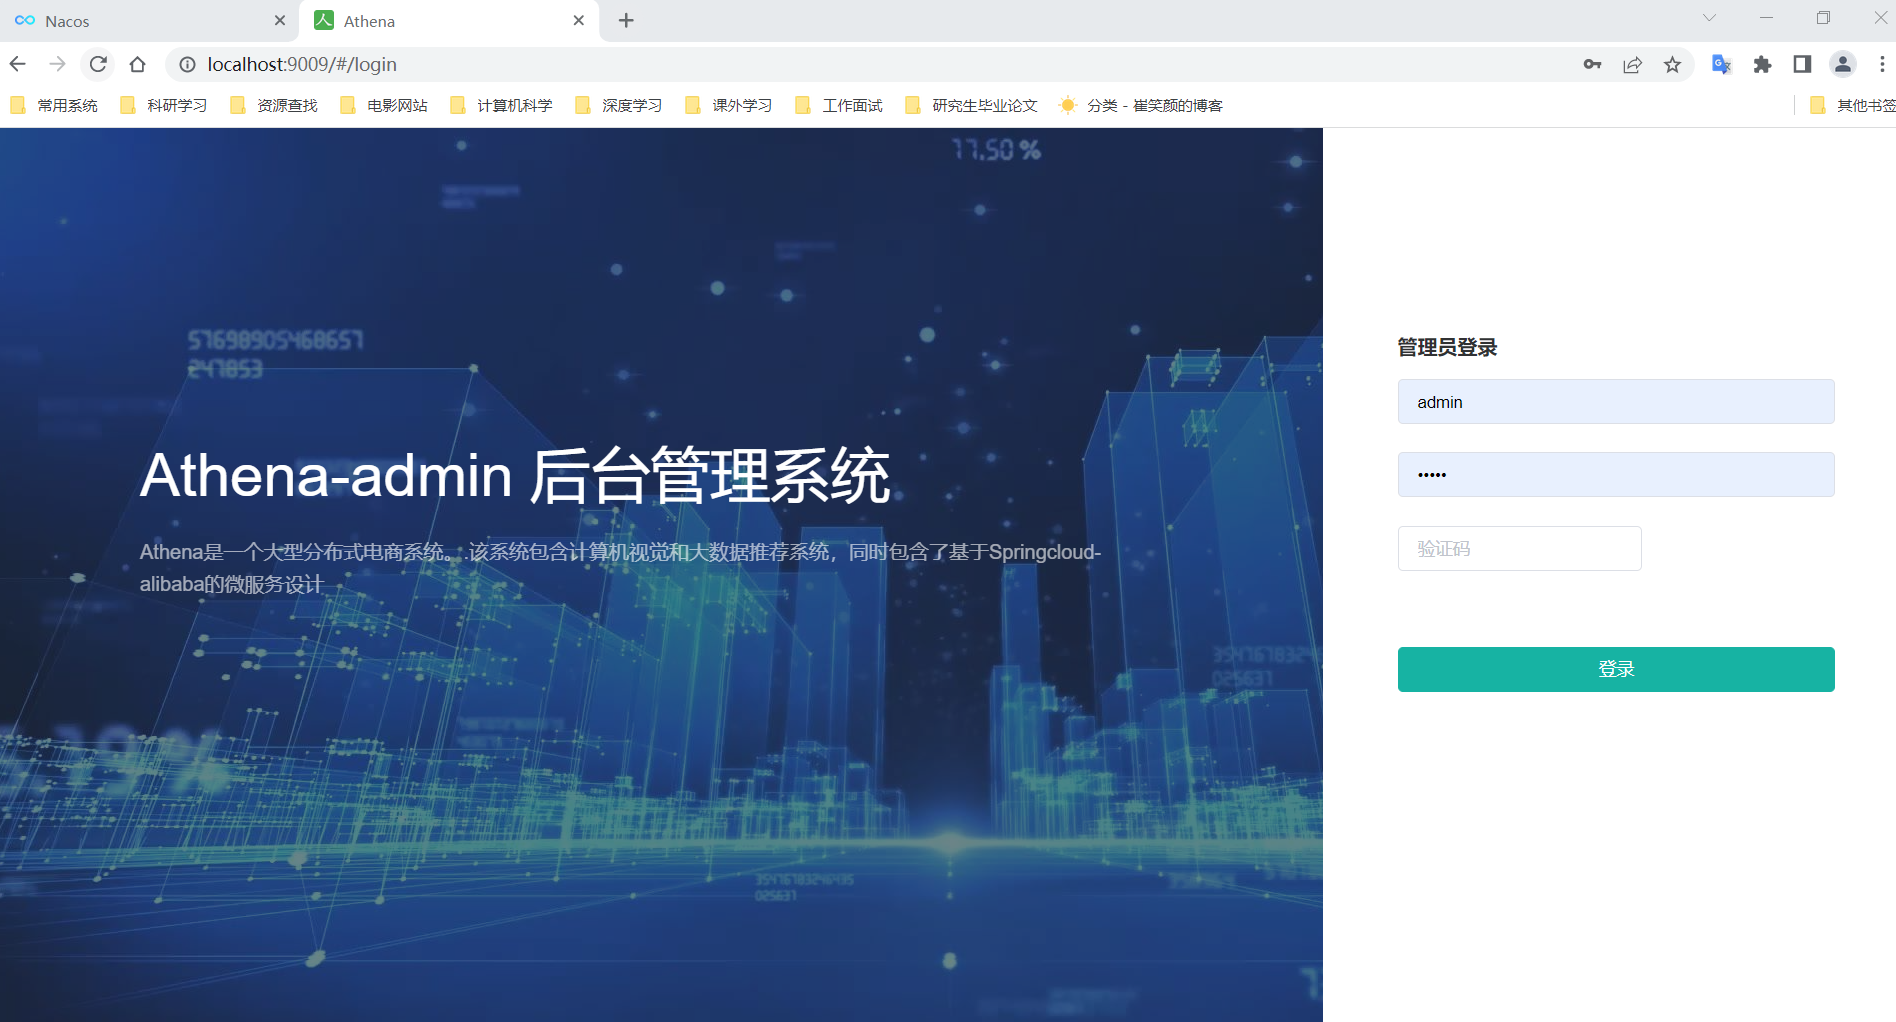 Nacos
Athena
localhost:9009/#/login
常用系统
科研学习
资源查找
电影网站
计算机科学
深度学习
课外学习
工作面试
研究生毕业论文
分类 - 崔笑颜的博客
其他书签
11.50 %
57698905468657
247853
管理员登录
admin
•••••
Athena-admin 后台管理系统
Athena是一个大型分布式电商系统。.该系统包含计算机视觉和大数据推荐系统，同时包含了基于Springcloud-
alibaba的微服务设计
验证码
登录
025631
35476783246435
025631